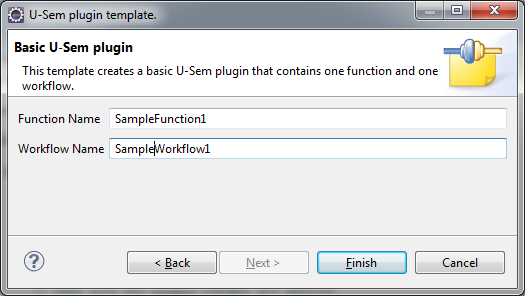 U-Sem plugin template.
Basic U-Sem plugin
This template creates a basic U-Sem plugin that contains one function and one
workflow.
Function Name SampleFunction1
Workflow Name SampleWorkflow1
? < Back Next > Finish Cancel